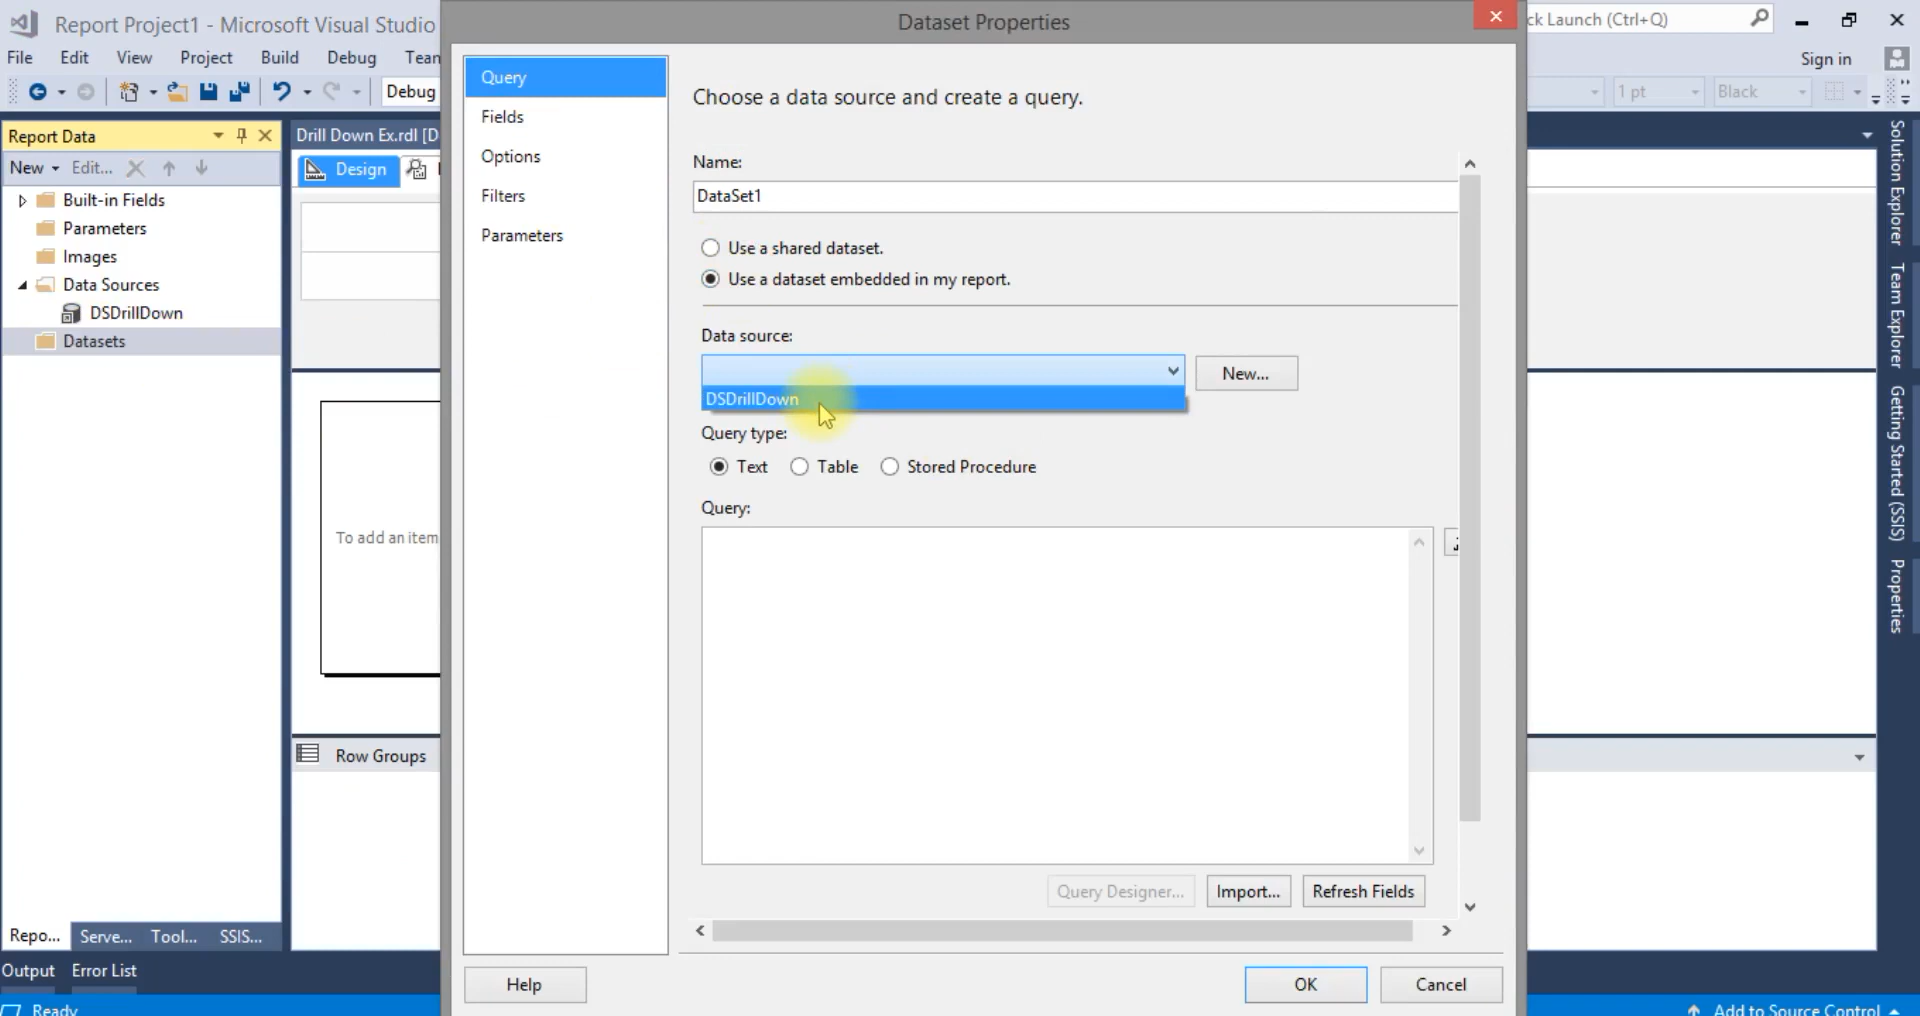 Report Project1 - Microsoft Visual Studio
Dataset Properties
ck Launch (Ctrl+Q)
File Edit View Project Build Debug Tean
Sign in
Debug
1 pt
Black
Report Data
New Edit...
Built-in Fields
Parameters
Images
Data Sources
DSDrillDown
Datasets
Repo... Serve... Tool... SSIS...
Output Error List
Ready
Drill Down Ex.rdl [D
Design
To add an item
Row Groups
Query
Fields
Options
Filters
Parameters
Choose a data source and create a query.
Name:
DataSet1
Use a shared dataset.
Use a dataset embedded in my report.
Data source:
New...
DSDrillDown
Query type:
Text Table Stored Procedure
Query:
Query Designer... Import... Refresh Fields
Help OK Cancel
Solution Explorer
Team Explorer
Getting Started (SSIS)
Properties
Add to Source Control